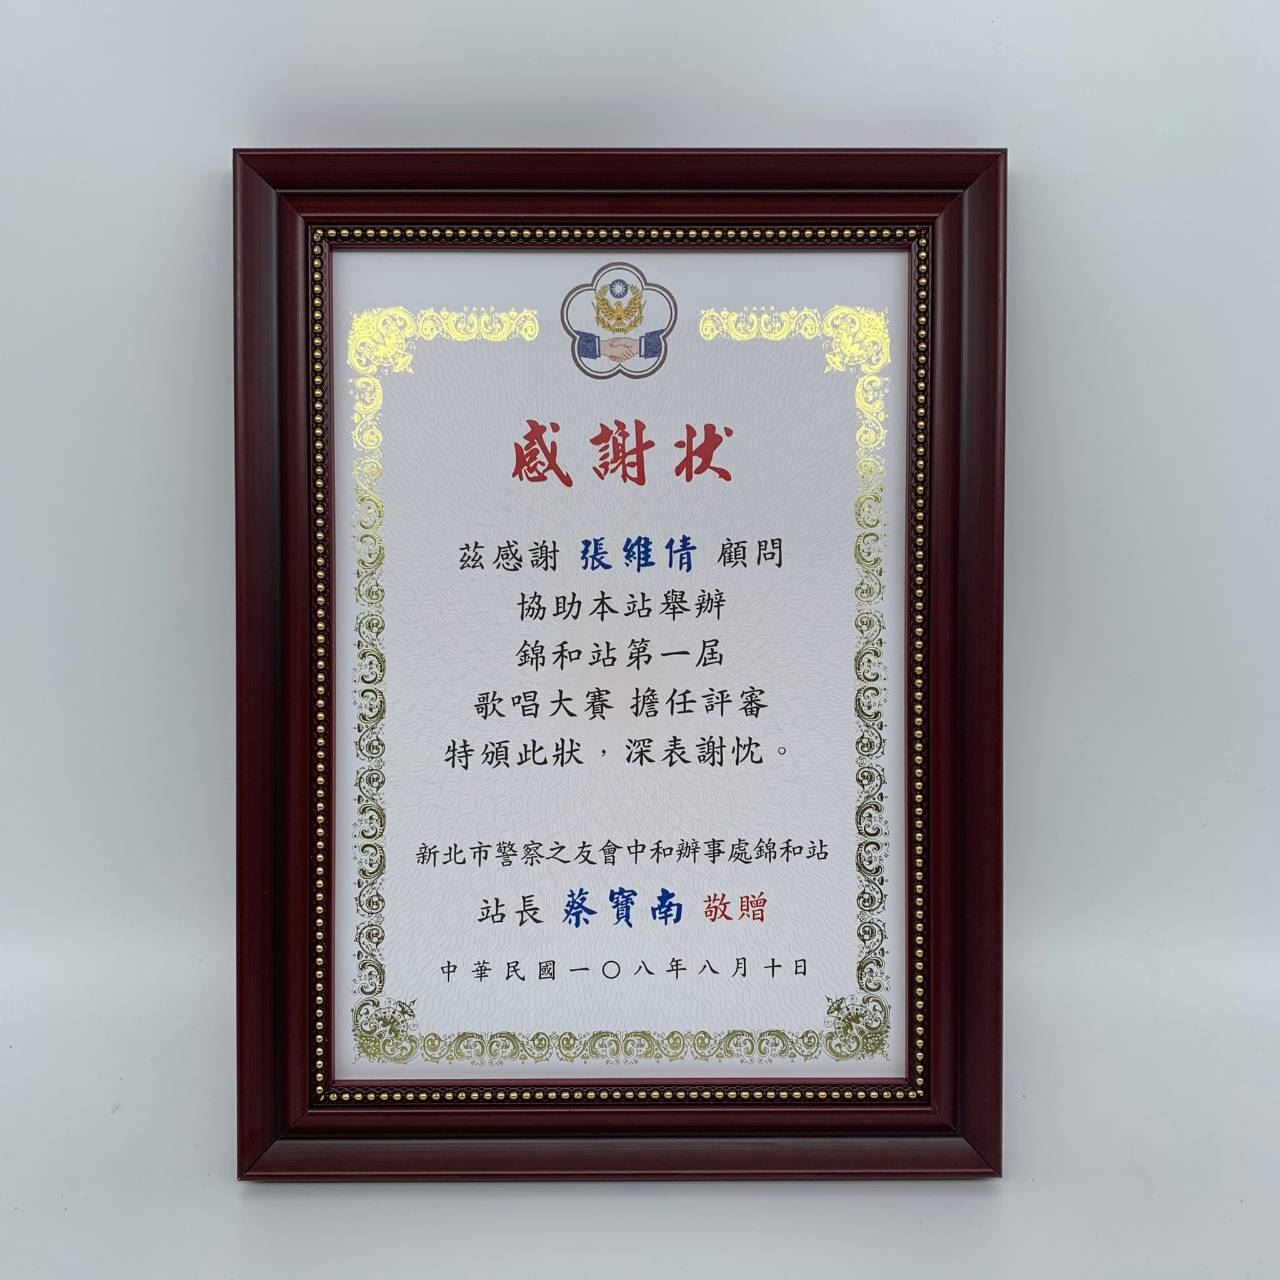 感謝状
茲感謝 張維倩 顧問
協助本站舉辦
錦和站第一屆
歌唱大賽 擔任評審
特頒此狀，深表謝忱。
新北市警察之友會中和辦事處錦和站
站長 蔡寶南 敬贈
中華民國一〇八年八月十日